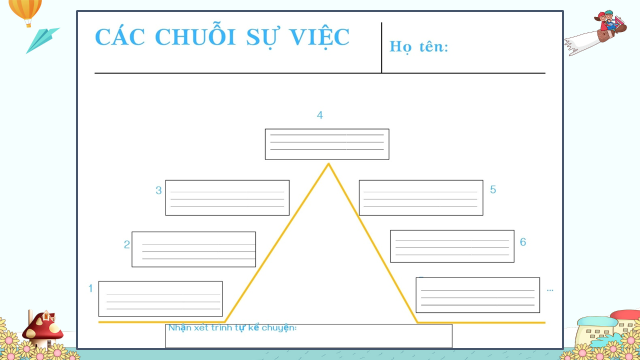 CÁC CHUỖI SỰ VIỆC
Họ tên:
4
3
5
2
6
1
...
Nhận xét trình tự kể chuyện: